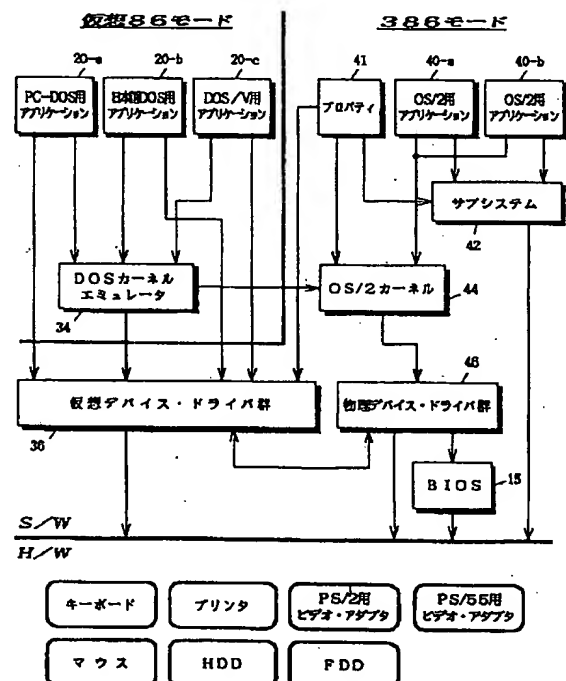 仮想８６モード
３８６モード
20-a
20-b
20-c
41
40-a
40-b
PC-DOS用
アプリケーション
DOS用
アプリケーション
DOS/V用
アプリケーション
プロパティ
OS/2用
アプリケーション
OS/2用
アプリケーション
サブシステム
42
DOSカーネル
エミュレータ
34
OS/2カーネル
44
46
仮想デバイス・ドライバ群
36
物理デバイス・ドライバ群
BIOS
15
S/W
H/W
キーボード
プリンタ
PS/2用
ビデオ・アダプタ
PS/55用
ビデオ・アダプタ
マウス
HDD
FDD